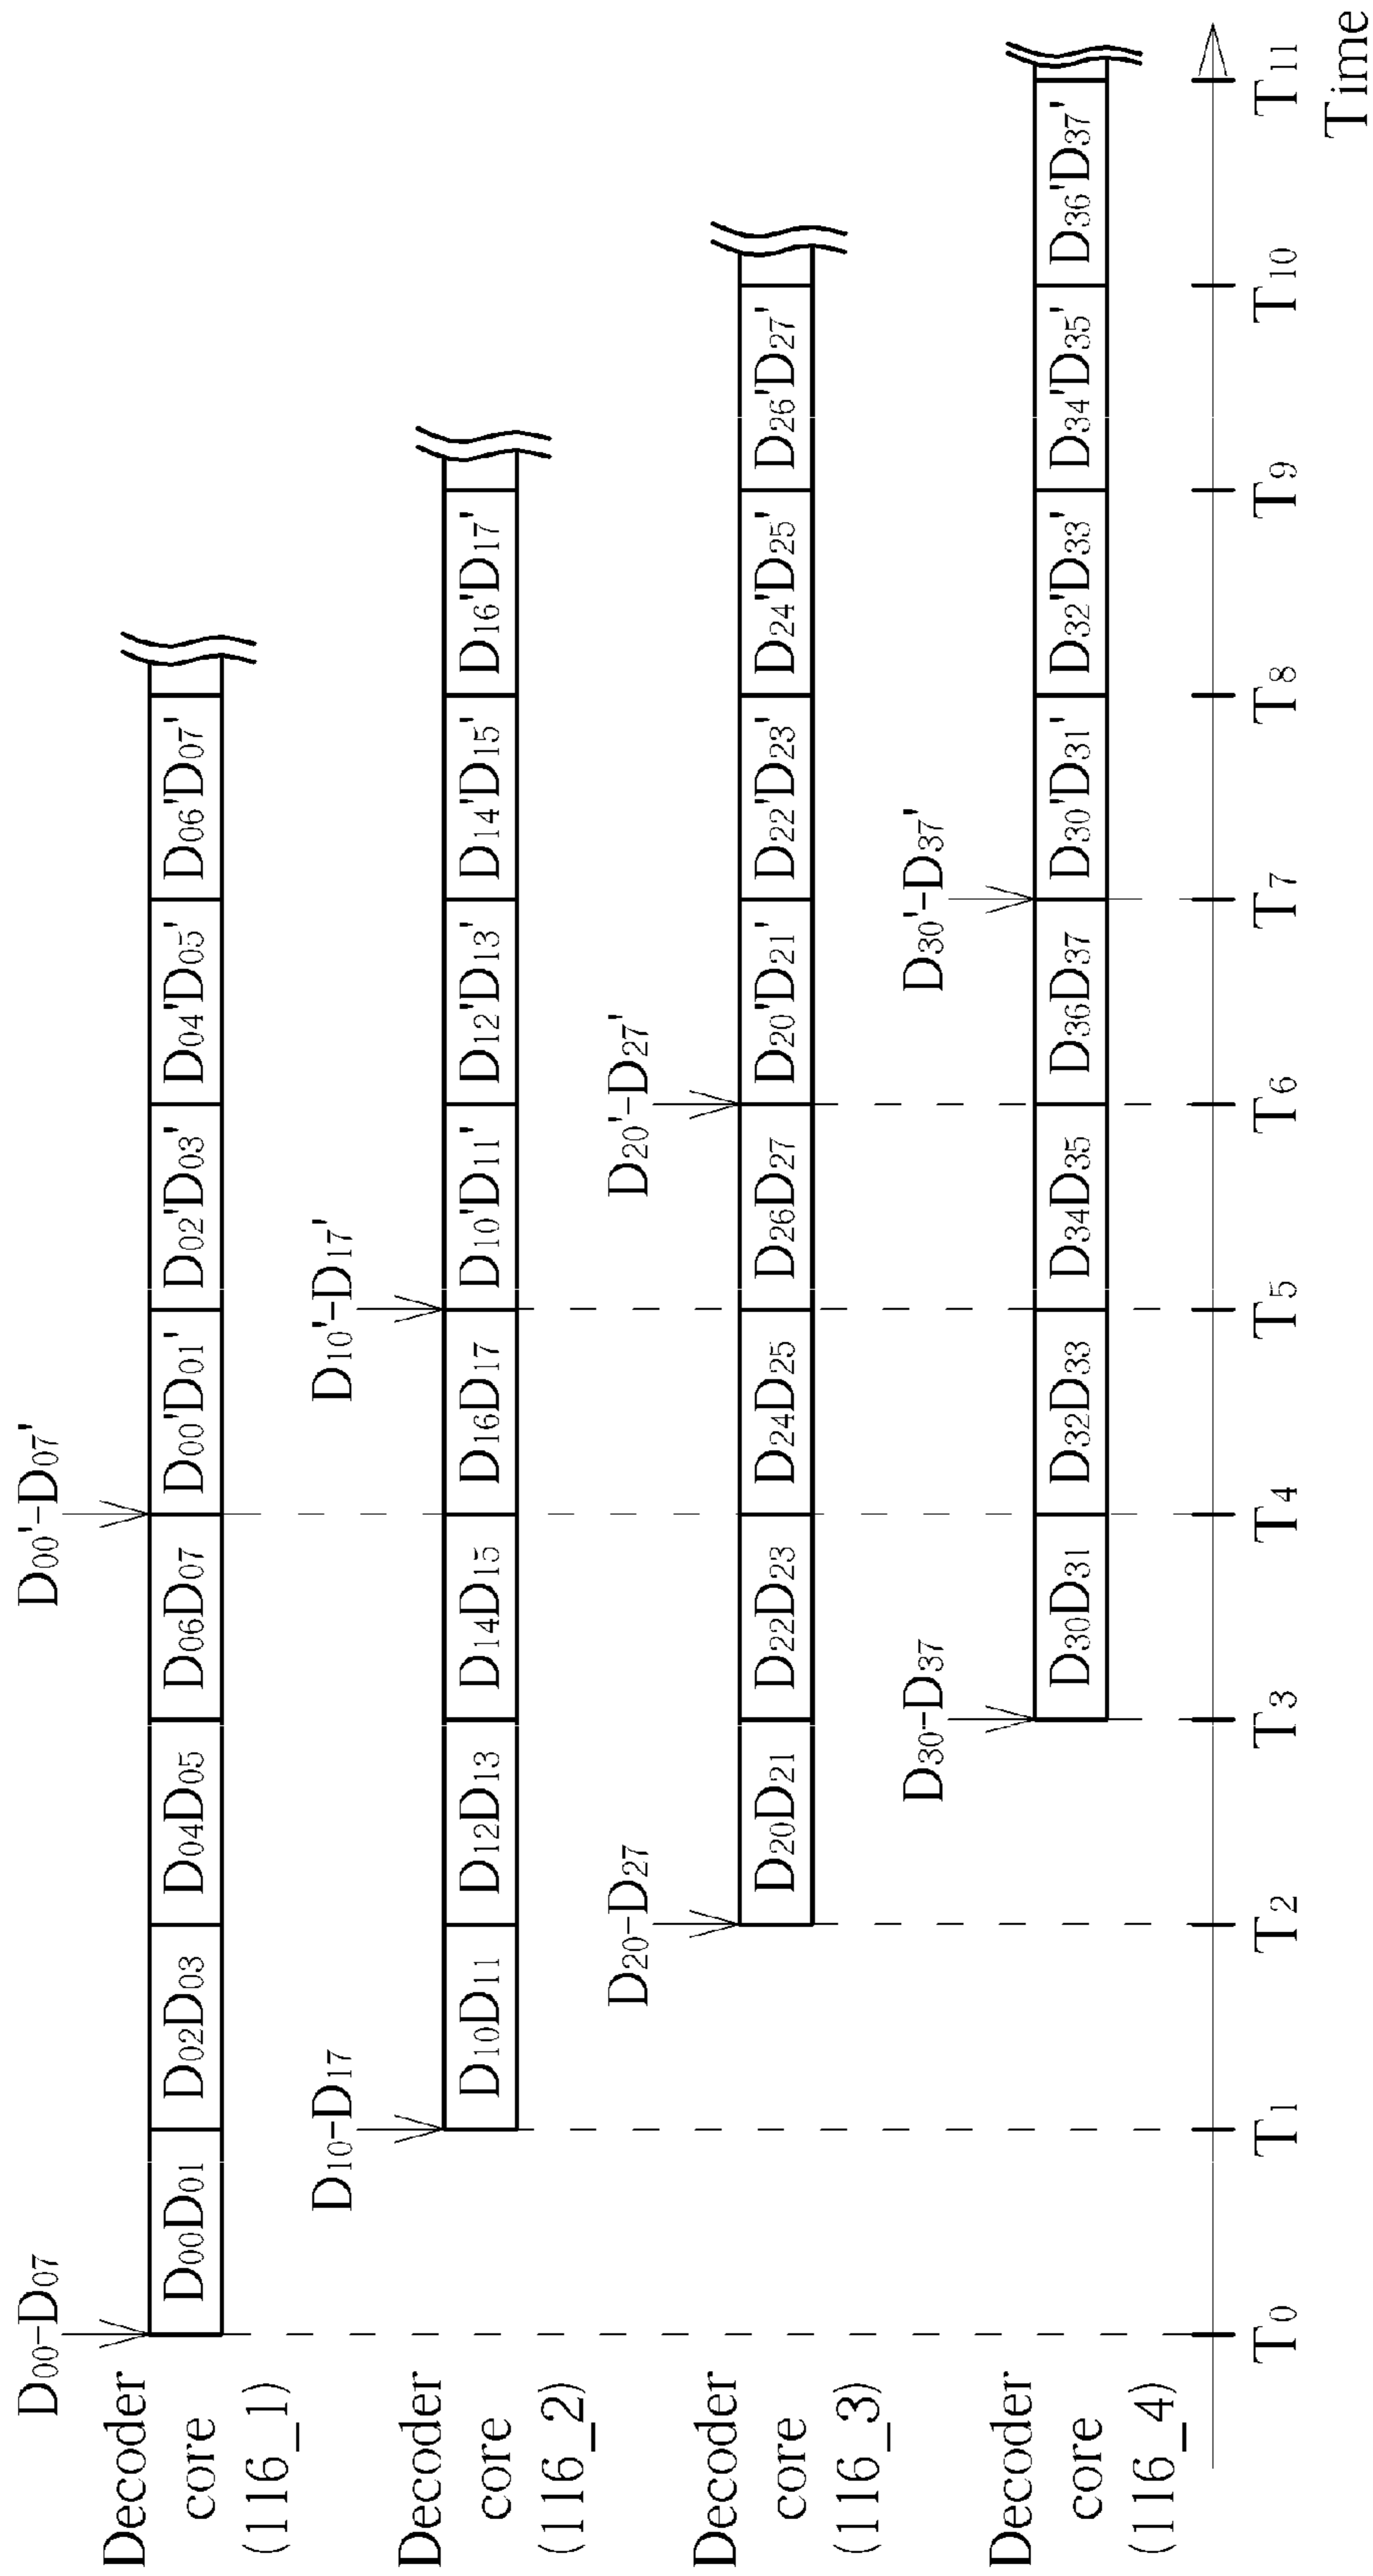 D00-D07
D00'-D07'
Decoder
core
(116_1)
D00D01
D02D03
D04D05
D06D07
D00'D01'
D02'D03'
D04'D05'
D06'D07'
D10-D17
D10'-D17'
Decoder
core
(116_2)
D10D11
D12D13
D14D15
D16D17
D10'D11'
D12'D13'
D14'D15'
D16'D17'
D20-D27
D20'-D27'
Decoder
core
(116_3)
D20D21
D22D23
D24D25
D26D27
D20'D21'
D22'D23'
D24'D25'
D26'D27'
D30-D37
D30'-D37'
Decoder
core
(116_4)
D30D31
D32D33
D34D35
D36D37
D30'D31'
D32'D33'
D34'D35'
D36'D37'
T0 T1 T2 T3 T4 T5 T6 T7 T8 T9 T10 T11
Time